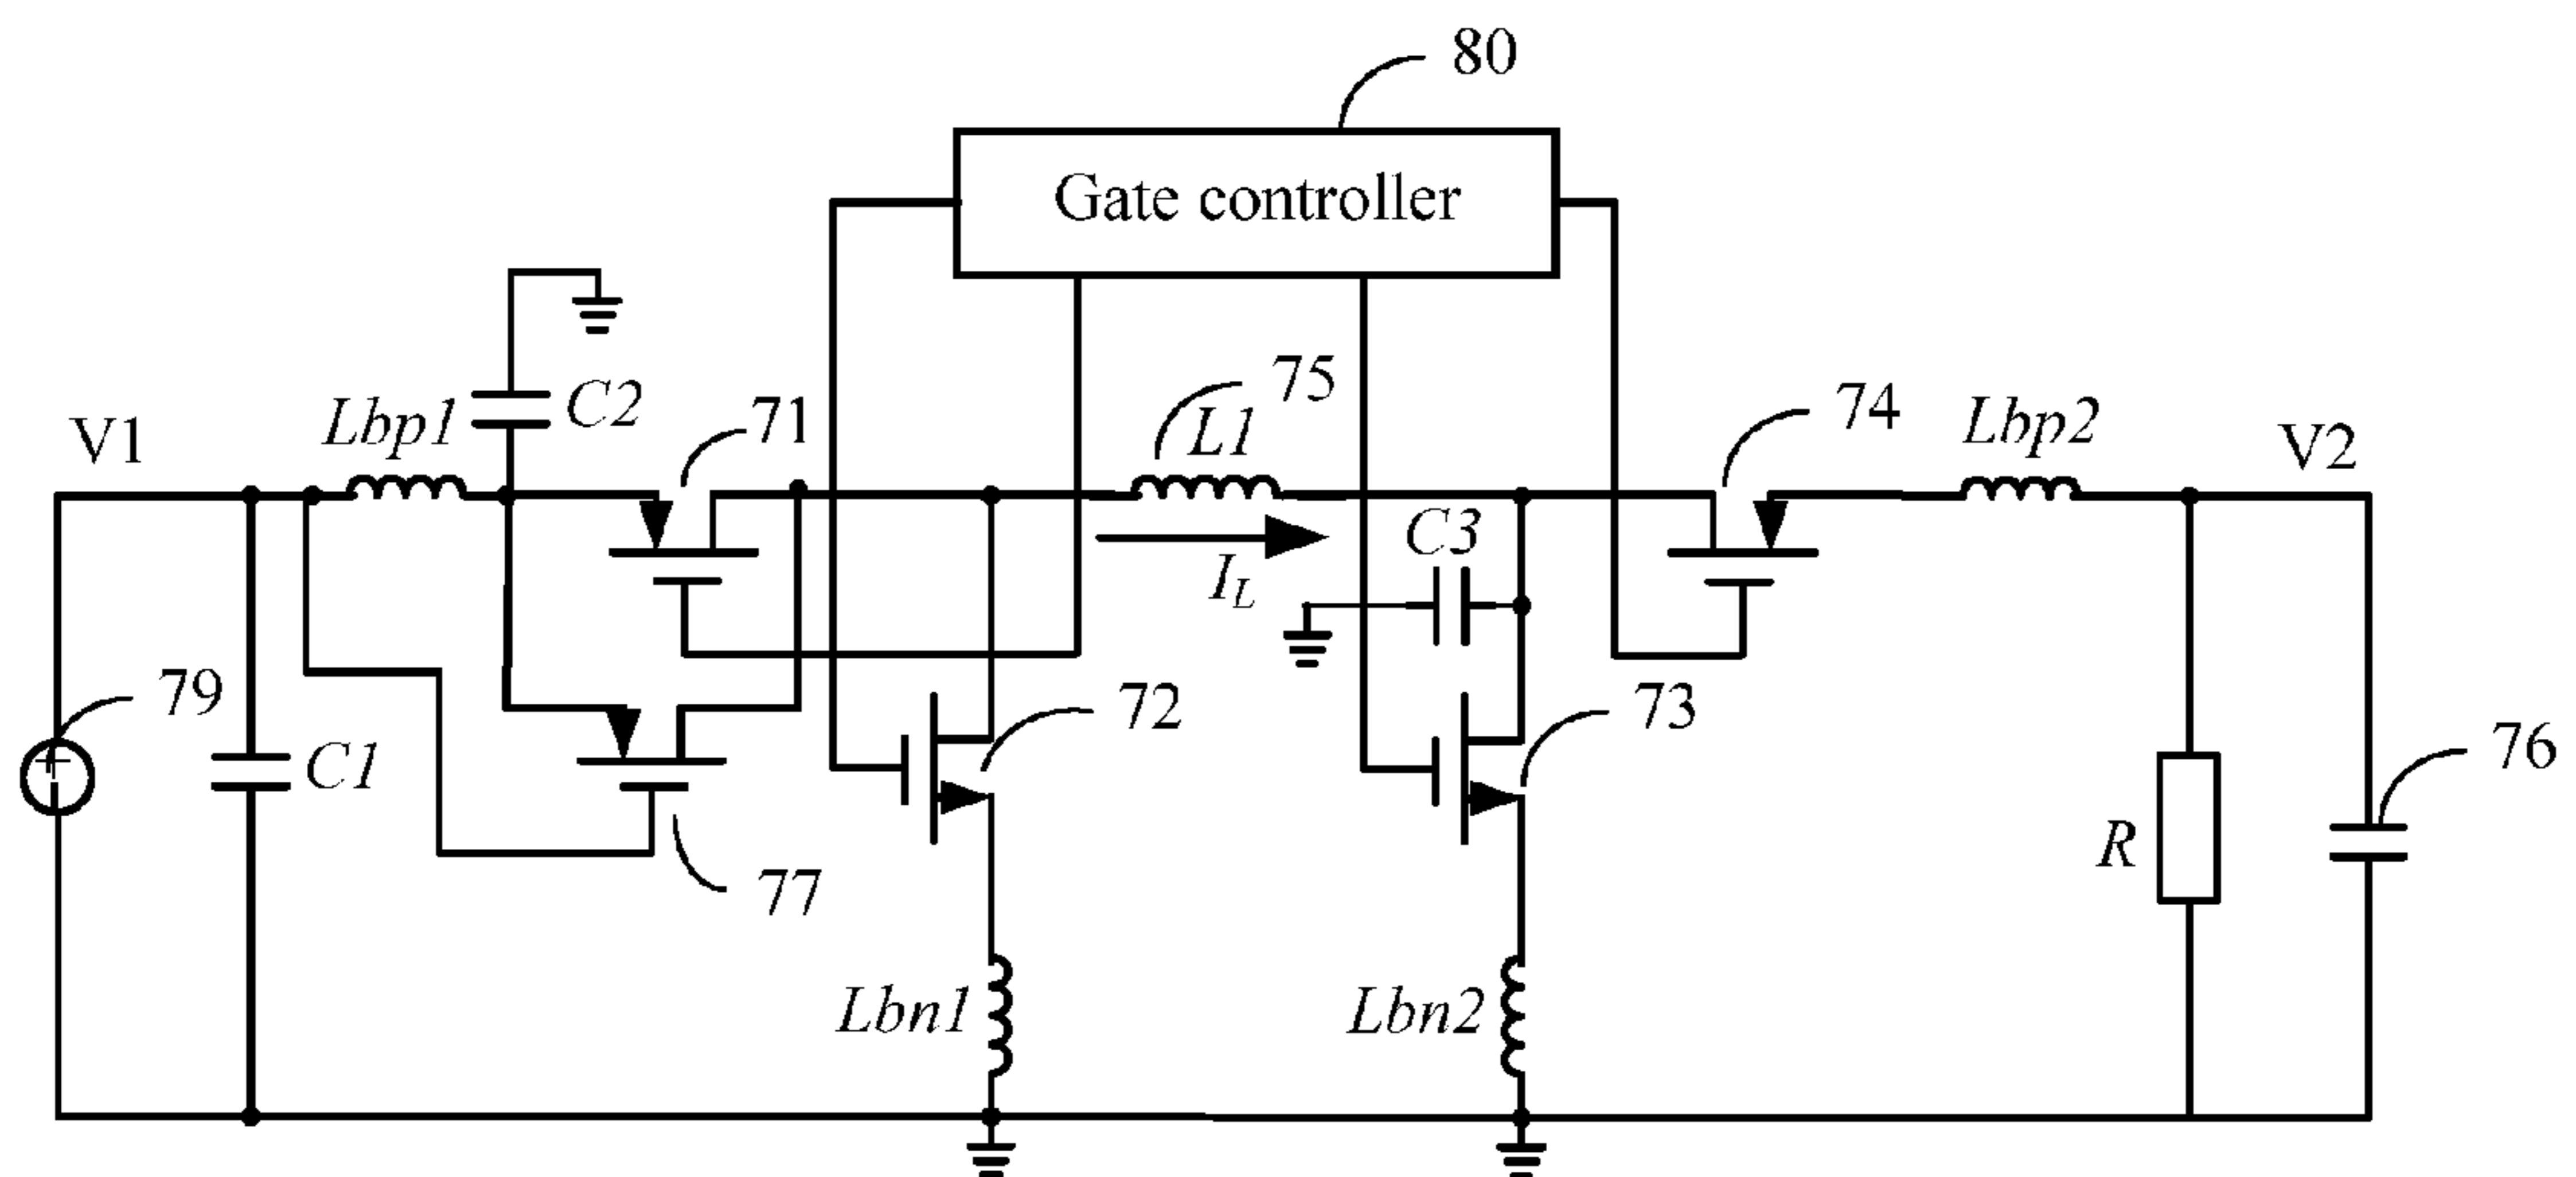 80
Gate controller
75
71
74
V1
Lbp1
C2
L1
Lbp2
V2
C3
I_L
79
C1
72
73
76
77
R
Lbn1
Lbn2
+